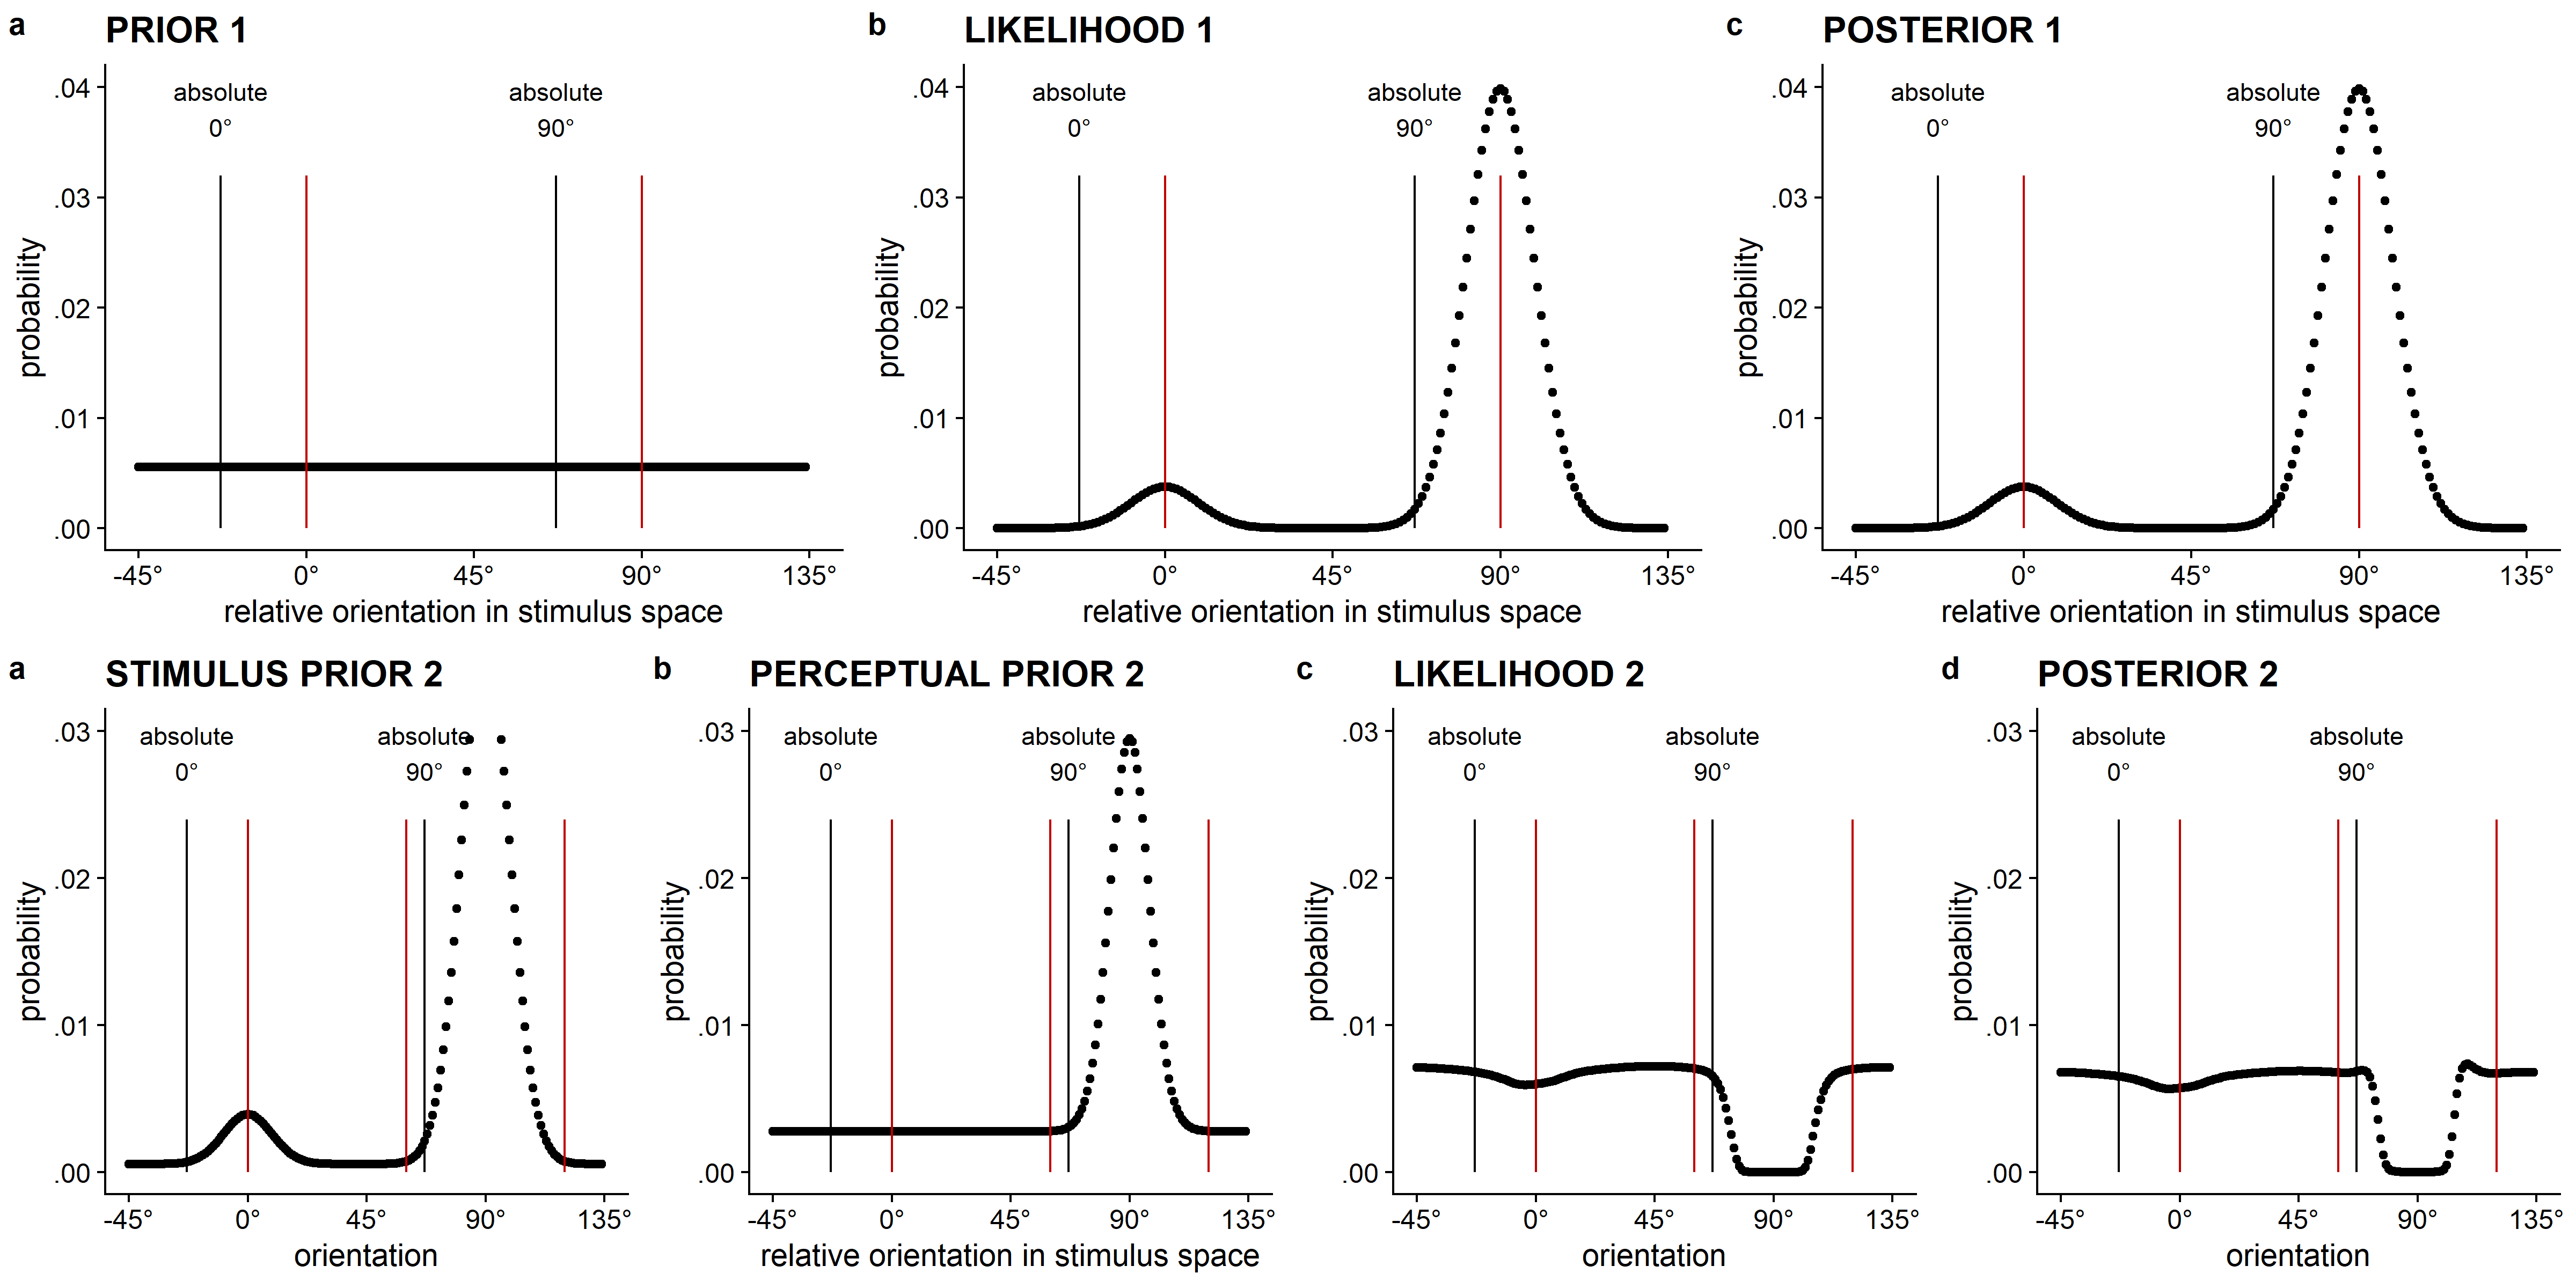 a PRIOR 1
.04
.03
.02
.01
.00
probability
absolute
0°
absolute
90°
-45° 0° 45° 90° 135°
relative orientation in stimulus space
b LIKELIHOOD 1
.04
.03
.02
.01
.00
probability
absolute
0°
absolute
90°
-45° 0° 45° 90° 135°
relative orientation in stimulus space
c POSTERIOR 1
.04
.03
.02
.01
.00
probability
absolute
0°
absolute
90°
-45° 0° 45° 90° 135°
relative orientation in stimulus space
a STIMULUS PRIOR 2
.03
.02
.01
.00
probability
absolute
0°
absolute
90°
-45° 0° 45° 90° 135°
orientation
b PERCEPTUAL PRIOR 2
.03
.02
.01
.00
probability
absolute
0°
absolute
90°
-45° 0° 45° 90° 135°
relative orientation in stimulus space
c LIKELIHOOD 2
.03
.02
.01
.00
probability
absolute
0°
absolute
90°
-45° 0° 45° 90° 135°
orientation
d POSTERIOR 2
.03
.02
.01
.00
probability
absolute
0°
absolute
90°
-45° 0° 45° 90° 135°
orientation